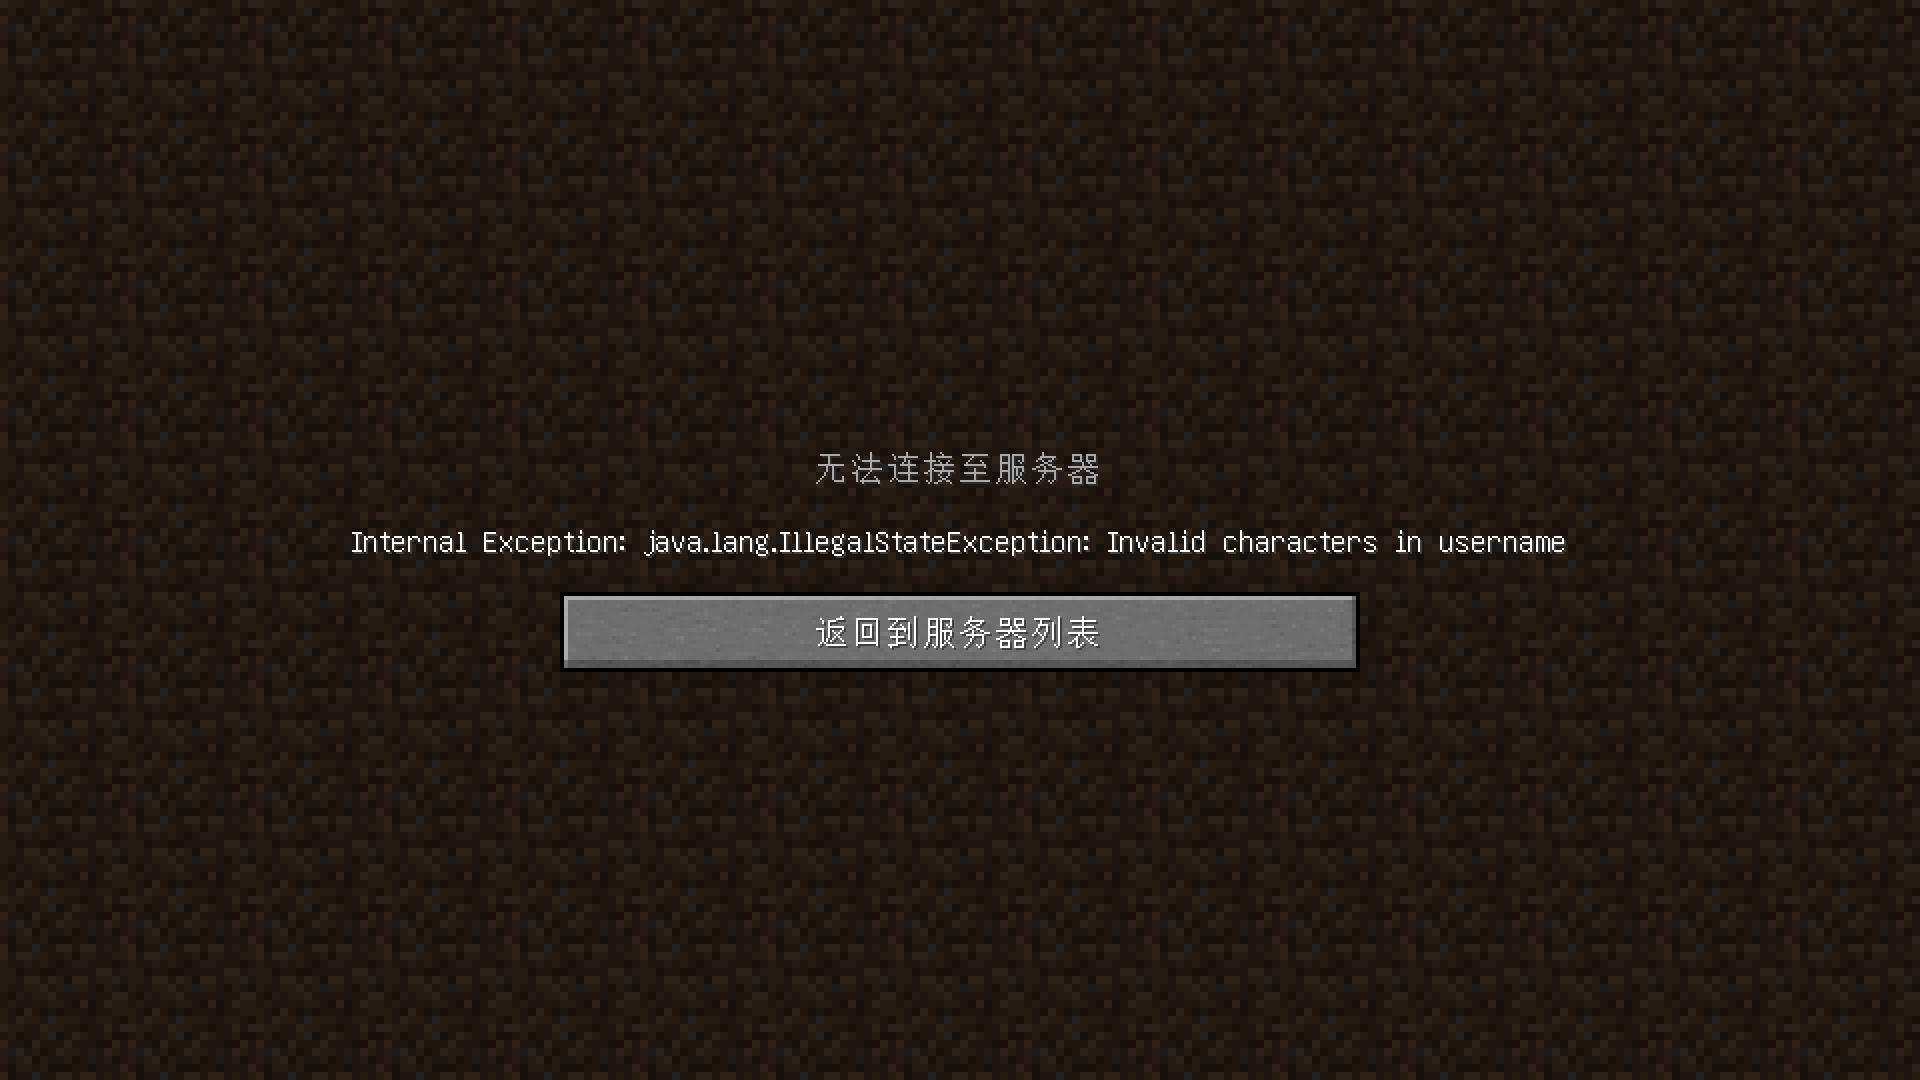 无法连接至服务器
Internal Exception: java.lang.IllegalStateException: Invalid characters in username
返回到服务器列表